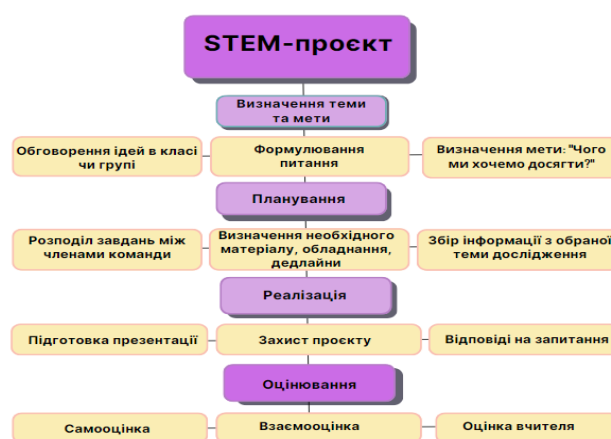 STEM-проєкт
Визначення теми
та мети
Обговорення ідей в класі
чи групі
Формулювання
питання
Визначення мети: "Чого
ми хочемо досягти?"
Планування
Розподіл завдань між
членами команди
Визначення необхідного
матеріалу, обладнання,
дедлайни
Збір інформації з обраної
теми дослідження
Реалізація
Підготовка презентації
Захист проєкту
Відповіді на запитання
Оцінювання
Самооцінка
Взаємооцінка
Оцінка вчителя